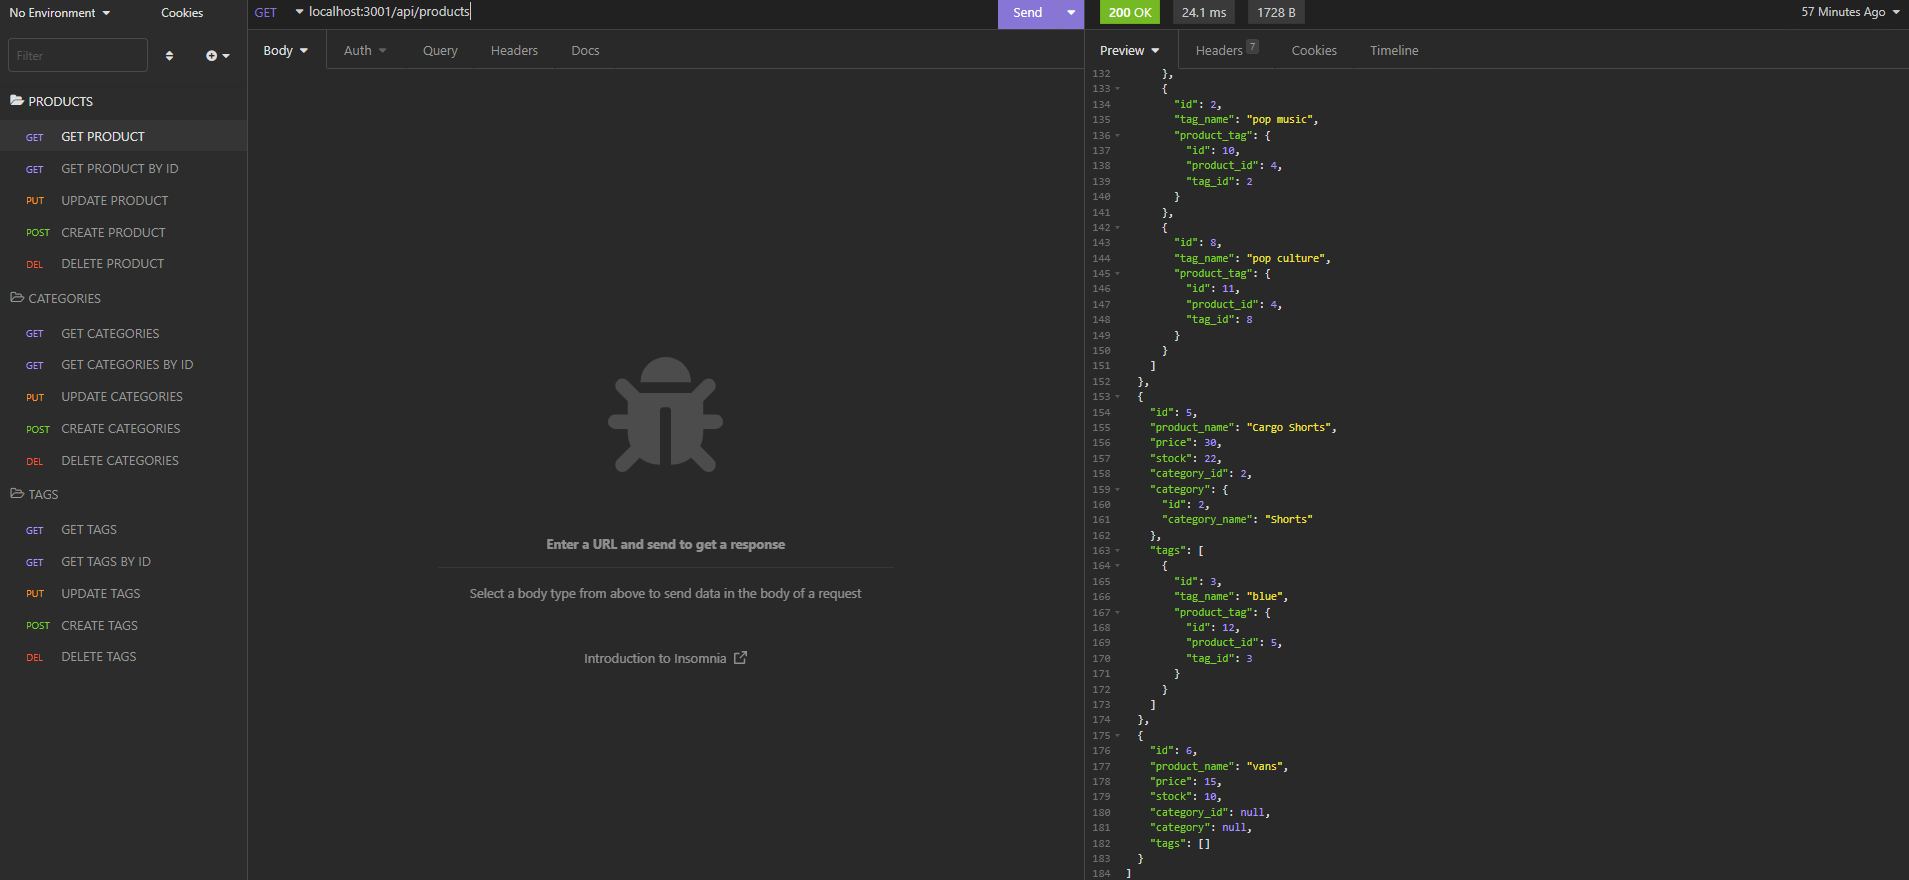 No Environment
Cookies
Filter
PRODUCTS
GET GET PRODUCT
GET GET PRODUCT BY ID
PUT UPDATE PRODUCT
POST CREATE PRODUCT
DEL DELETE PRODUCT
CATEGORIES
GET GET CATEGORIES
GET GET CATEGORIES BY ID
PUT UPDATE CATEGORIES
POST CREATE CATEGORIES
DEL DELETE CATEGORIES
TAGS
GET GET TAGS
GET GET TAGS BY ID
PUT UPDATE TAGS
POST CREATE TAGS
DEL DELETE TAGS
GET localhost:3001/api/products Send
Body Auth Query Headers Docs
Enter a URL and send to get a response
Select a body type from above to send data in the body of a request
Introduction to Insomnia
200 OK 24.1 ms 1728 B 57 Minutes Ago
Preview Headers 7 Cookies Timeline
132 },
133 {
134 "id": 2,
135 "tag_name": "pop music",
136 "product_tag": {
137 "id": 10,
138 "product_id": 4,
139 "tag_id": 2
140 }
141 },
142 {
143 "id": 8,
144 "tag_name": "pop culture",
145 "product_tag": {
146 "id": 11,
147 "product_id": 4,
148 "tag_id": 8
149 }
150 }
151 ]
152 },
153 {
154 "id": 5,
155 "product_name": "Cargo Shorts",
156 "price": 30,
157 "stock": 22,
158 "category_id": 2,
159 "category": {
160 "id": 2,
161 "category_name": "Shorts"
162 },
163 "tags": [
164 {
165 "id": 3,
166 "tag_name": "blue",
167 "product_tag": {
168 "id": 12,
169 "product_id": 5,
170 "tag_id": 3
171 }
172 }
173 ]
174 },
175 {
176 "id": 6,
177 "product_name": "vans",
178 "price": 15,
179 "stock": 10,
180 "category_id": null,
181 "category": null,
182 "tags": []
183 }
184 ]